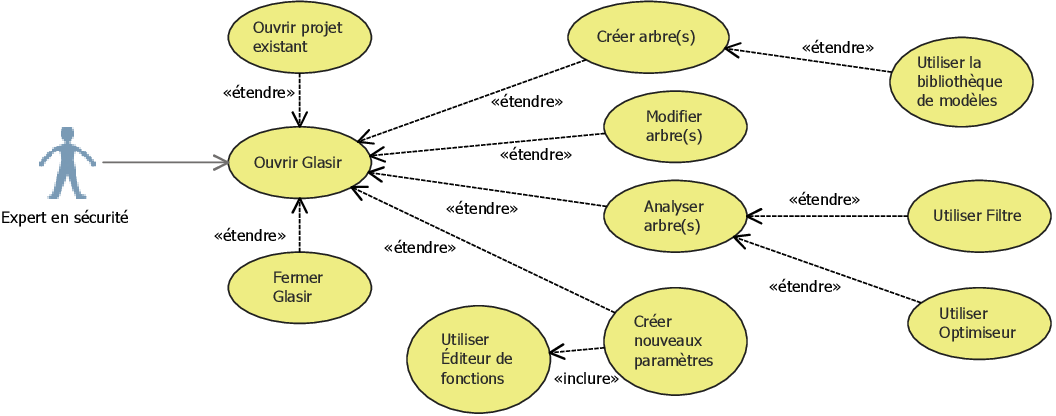 Ouvrir projet
existant
«étendre»
Ouvrir Glasir
Expert en sécurité
«étendre»
Fermer
Glasir
Créer arbre(s)
«étendre»
Utiliser la
bibliothèque
de modèles
«étendre»
Modifier
arbre(s)
«étendre»
Analyser
arbre(s)
«étendre»
«étendre»
Utiliser Filtre
«étendre»
Utiliser
Optimiseur
«étendre»
Créer
nouveaux
paramètres
«inclure»
Utiliser
Éditeur de
fonctions